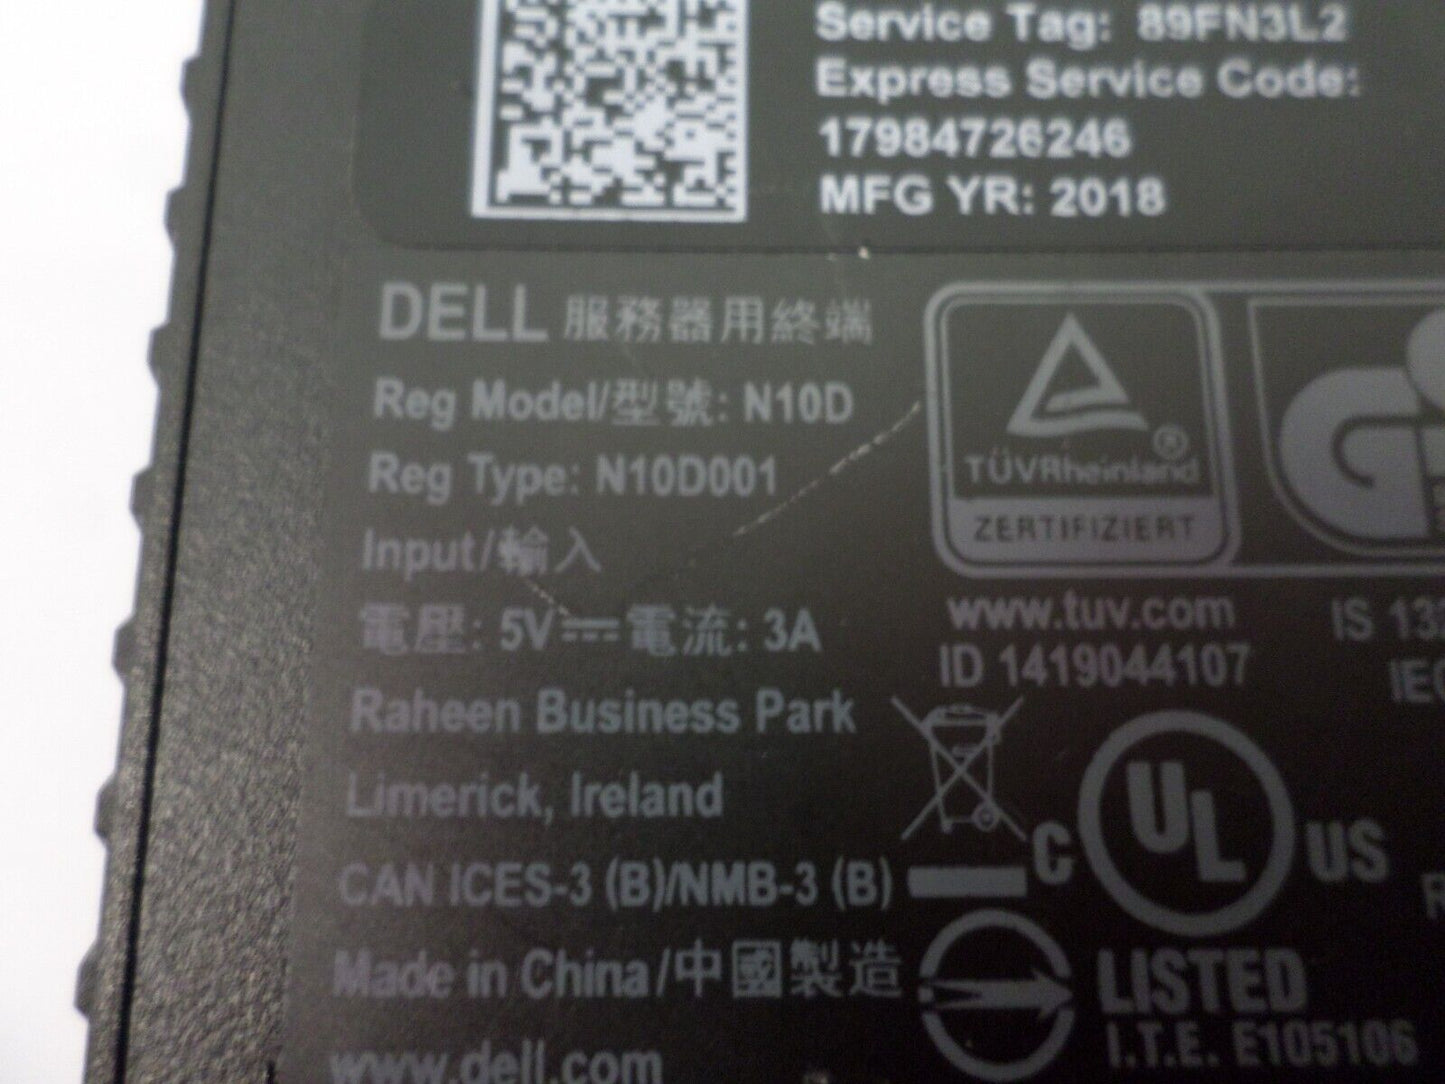 Service Tag: 89FN3L2
Express Service Code:
17984726246
MFG YR: 2018
DELL 服務器用終端
Reg Model/型號: N10D
Reg Type: N10D001
Input/輸入
電壓: 5V⎓電流: 3A
Raheen Business Park
Limerick, Ireland
CAN ICES-3 (B)/NMB-3 (B)
Made in China/中國製造
www.dell.com
TÜVRheinland®
ZERTIFIZIERT
www.tuv.com
ID 1419044107
IS 13
C UL US
LISTED
I.T.E. E105106